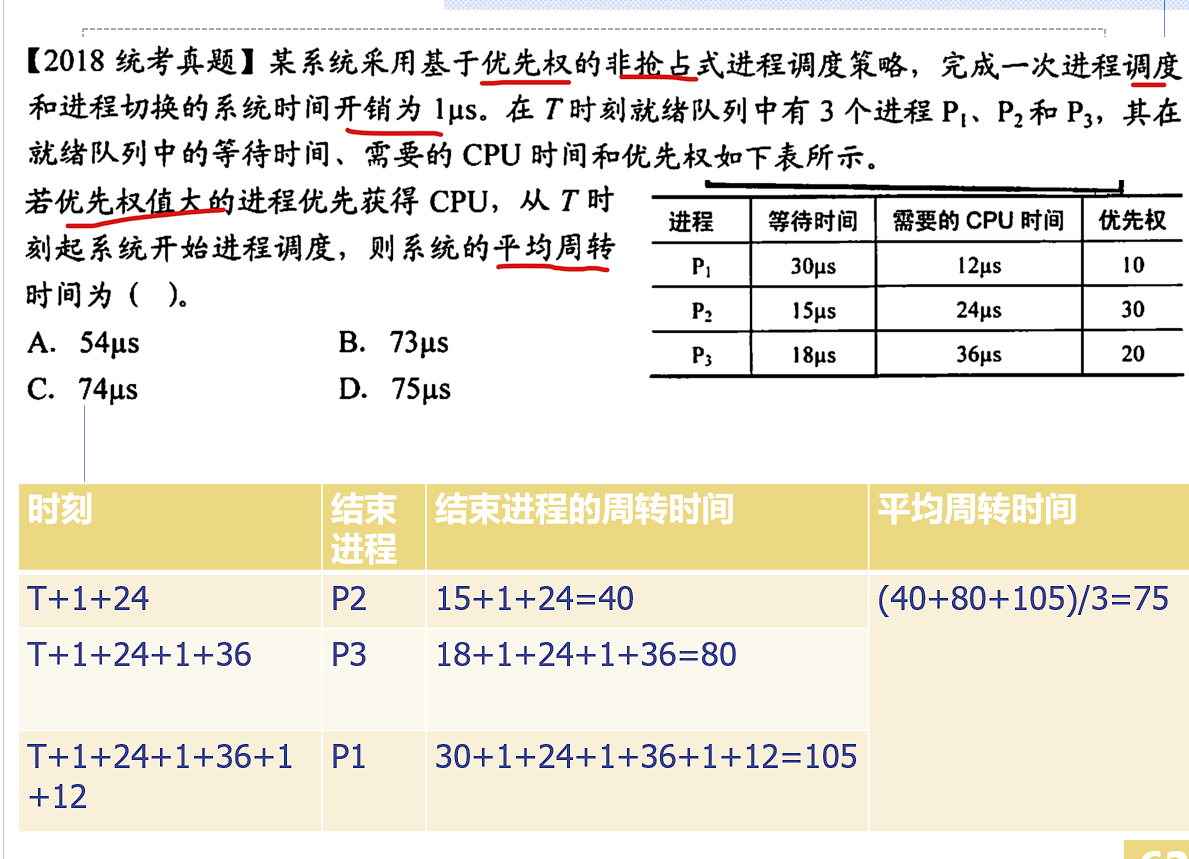 【2018 统考真题】某系统采用基于优先权的非抢占式进程调度策略，完成一次进程调度
和进程切换的系统时间开销为 1μs。在 T 时刻就绪队列中有 3 个进程 P₁、P₂和 P₃，其在
就绪队列中的等待时间、需要的 CPU 时间和优先权如下表所示。
若优先权值大的进程优先获得 CPU，从 T 时
刻起系统开始进程调度，则系统的平均周转
时间为（ ）。
A. 54μs B. 73μs
C. 74μs D. 75μs
进程 等待时间 需要的 CPU 时间 优先权
P₁ 30μs 12μs 10
P₂ 15μs 24μs 30
P₃ 18μs 36μs 20
时刻 结束进程 结束进程的周转时间 平均周转时间
T+1+24 P2 15+1+24=40 (40+80+105)/3=75
T+1+24+1+36 P3 18+1+24+1+36=80
T+1+24+1+36+1 P1 30+1+24+1+36+1+12=105
+12